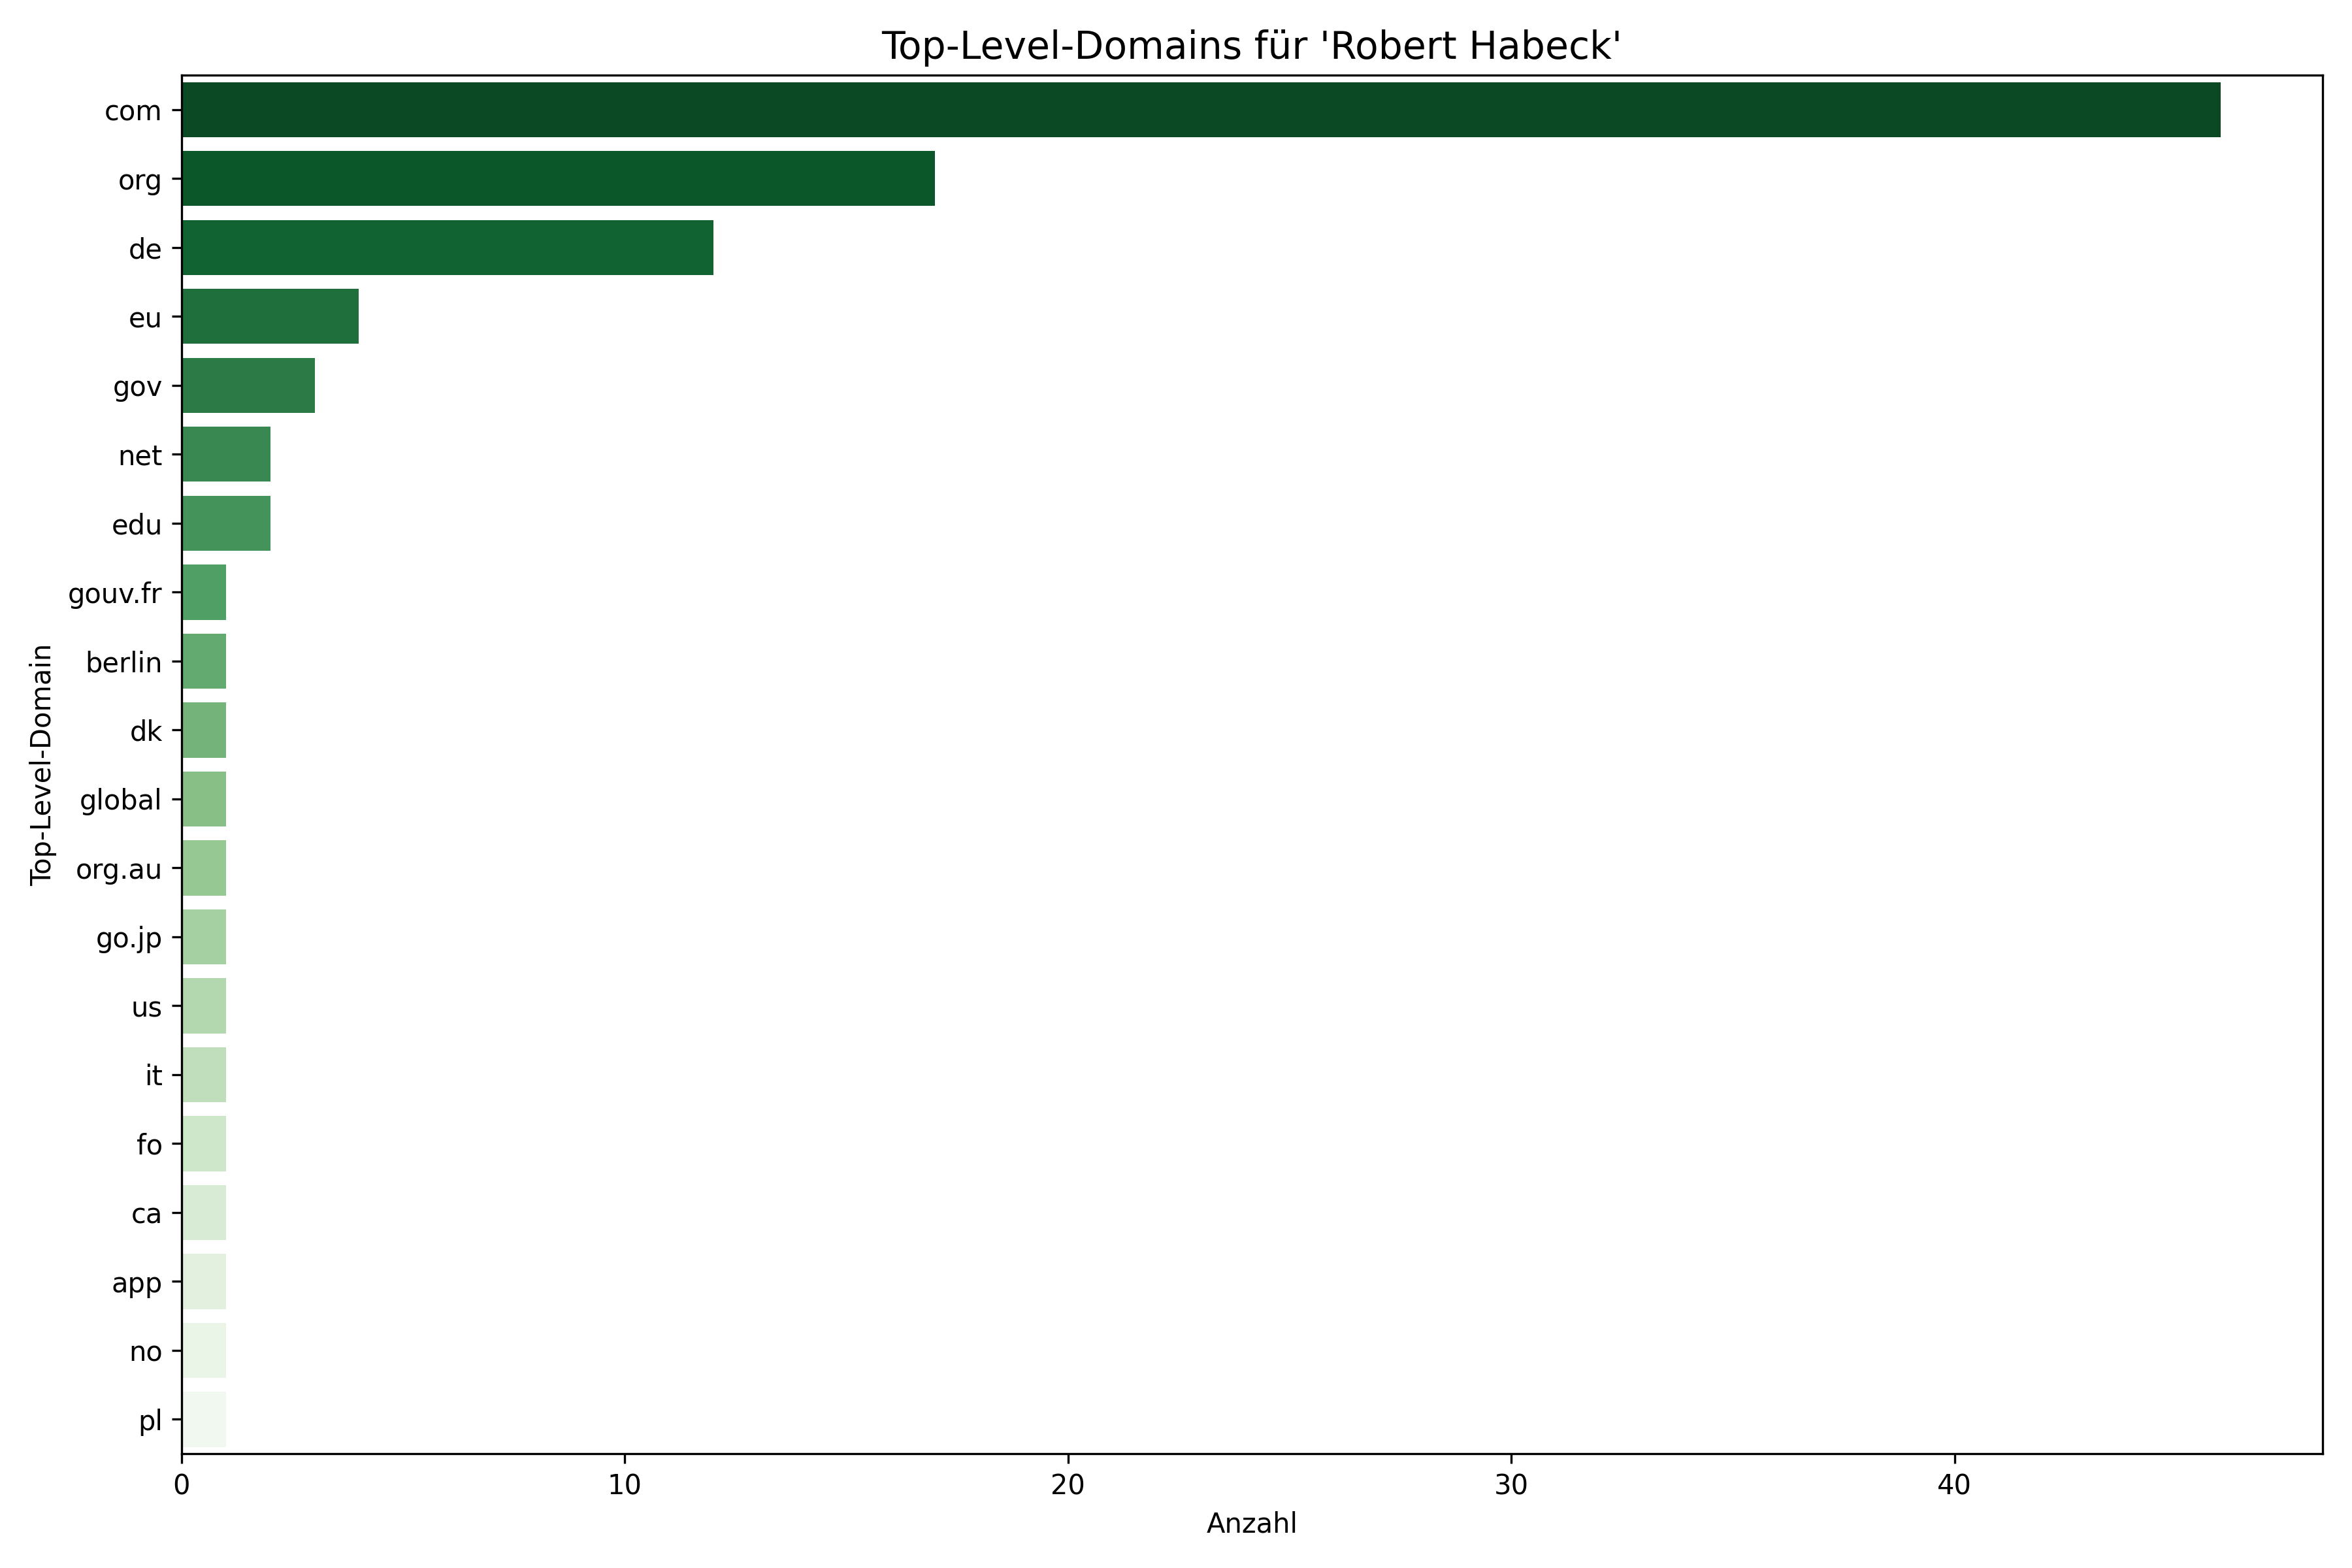 Top-Level-Domains für 'Robert Habeck'
com
org
de
eu
gov
net
edu
gouv.fr
berlin
dk
global
org.au
go.jp
us
it
fo
ca
app
no
pl
Top-Level-Domain
0 10 20 30 40
Anzahl